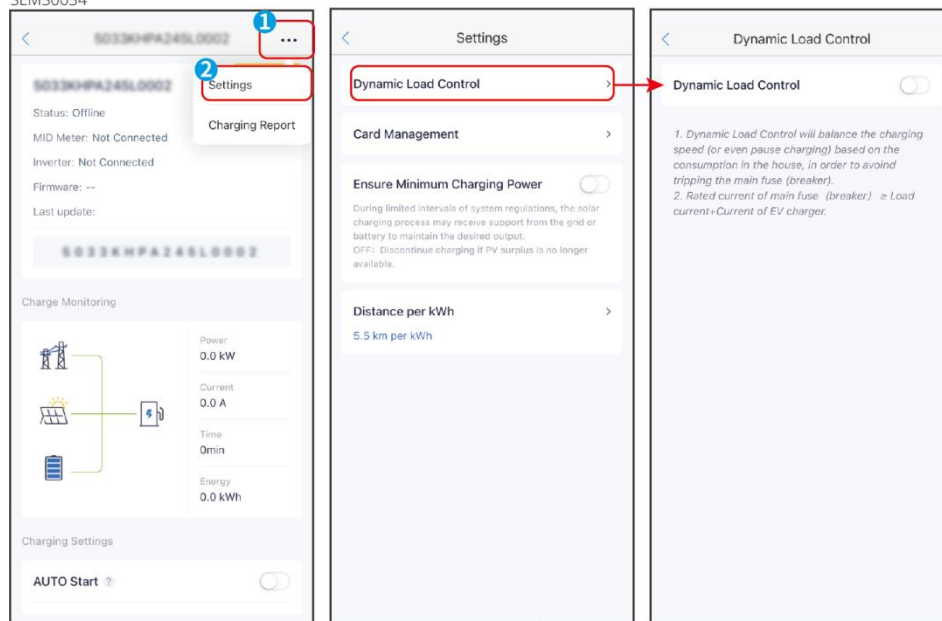 SEMS0034
1
...
2
Settings
Charging Report
Status: Offline
MID Meter: Not Connected
Inverter: Not Connected
Firmware: --
Last update:
Charge Monitoring
Power
0.0 kW
Current
0.0 A
Time
0min
Energy
0.0 kWh
Charging Settings
AUTO Start ?
Settings
Dynamic Load Control
Card Management
Ensure Minimum Charging Power
During limited intervals of system regulations, the solar
charging process may receive support from the grid or
battery to maintain the desired output.
OFF: Discontinue charging if PV surplus is no longer
available.
Distance per kWh
5.5 km per kWh
Dynamic Load Control
Dynamic Load Control
1. Dynamic Load Control will balance the charging
speed (or even pause charging) based on the
consumption in the house, in order to avoind
tripping the main fuse (breaker).
2. Rated current of main fuse (breaker) ≥ Load
current+Current of EV charger.